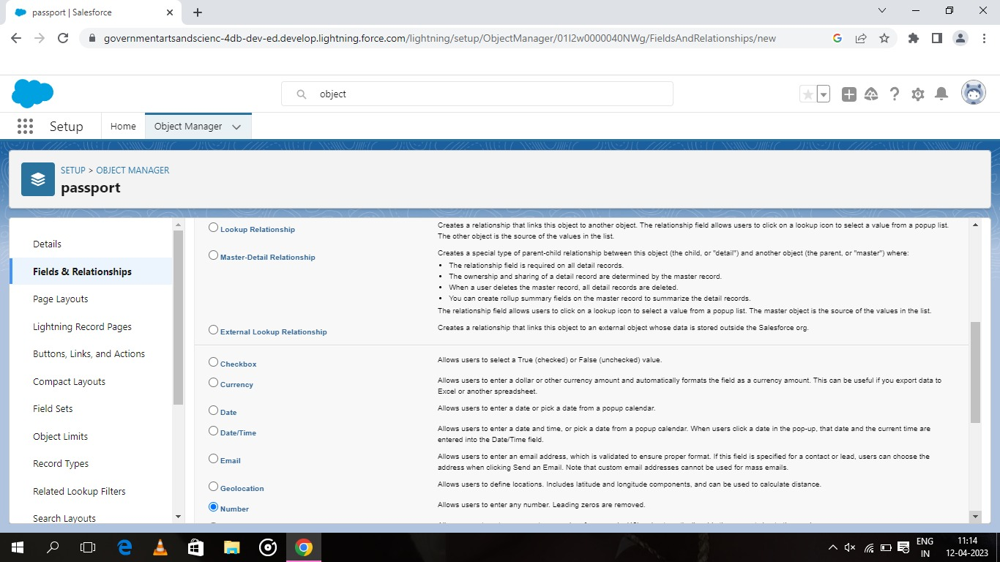 passport | Salesforce
governmentartsandscienc-4db-dev-ed.develop.lightning.force.com/lightning/setup/ObjectManager/01I2w0000040NWg/FieldsAndRelationships/new
object
Setup
Home
Object Manager
SETUP > OBJECT MANAGER
passport
Details
Fields & Relationships
Page Layouts
Lightning Record Pages
Buttons, Links, and Actions
Compact Layouts
Field Sets
Object Limits
Record Types
Related Lookup Filters
Search Layouts
Lookup Relationship
Creates a relationship that links this object to another object. The relationship field allows users to click on a lookup icon to select a value from a popup list.
The other object is the source of the values in the list.
Master-Detail Relationship
Creates a special type of parent-child relationship between this object (the child, or "detail") and another object (the parent, or "master") where:
• The relationship field is required on all detail records.
• The ownership and sharing of a detail record are determined by the master record.
• When a user deletes the master record, all detail records are deleted.
• You can create rollup summary fields on the master record to summarize the detail records.
The relationship field allows users to click on a lookup icon to select a value from a popup list. The master object is the source of the values in the list.
External Lookup Relationship
Creates a relationship that links this object to an external object whose data is stored outside the Salesforce org.
Checkbox
Allows users to select a True (checked) or False (unchecked) value.
Currency
Allows users to enter a dollar or other currency amount and automatically formats the field as a currency amount. This can be useful if you export data to
Excel or another spreadsheet.
Date
Allows users to enter a date or pick a date from a popup calendar.
Date/Time
Allows users to enter a date and time, or pick a date from a popup calendar. When users click a date in the pop-up, that date and the current time are
entered into the Date/Time field.
Email
Allows users to enter an email address, which is validated to ensure proper format. If this field is specified for a contact or lead, users can choose the
address when clicking Send an Email. Note that custom email addresses cannot be used for mass emails.
Geolocation
Allows users to define locations. Includes latitude and longitude components, and can be used to calculate distance.
Number
Allows users to enter any number. Leading zeros are removed.
ENG
IN
11:14
12-04-2023